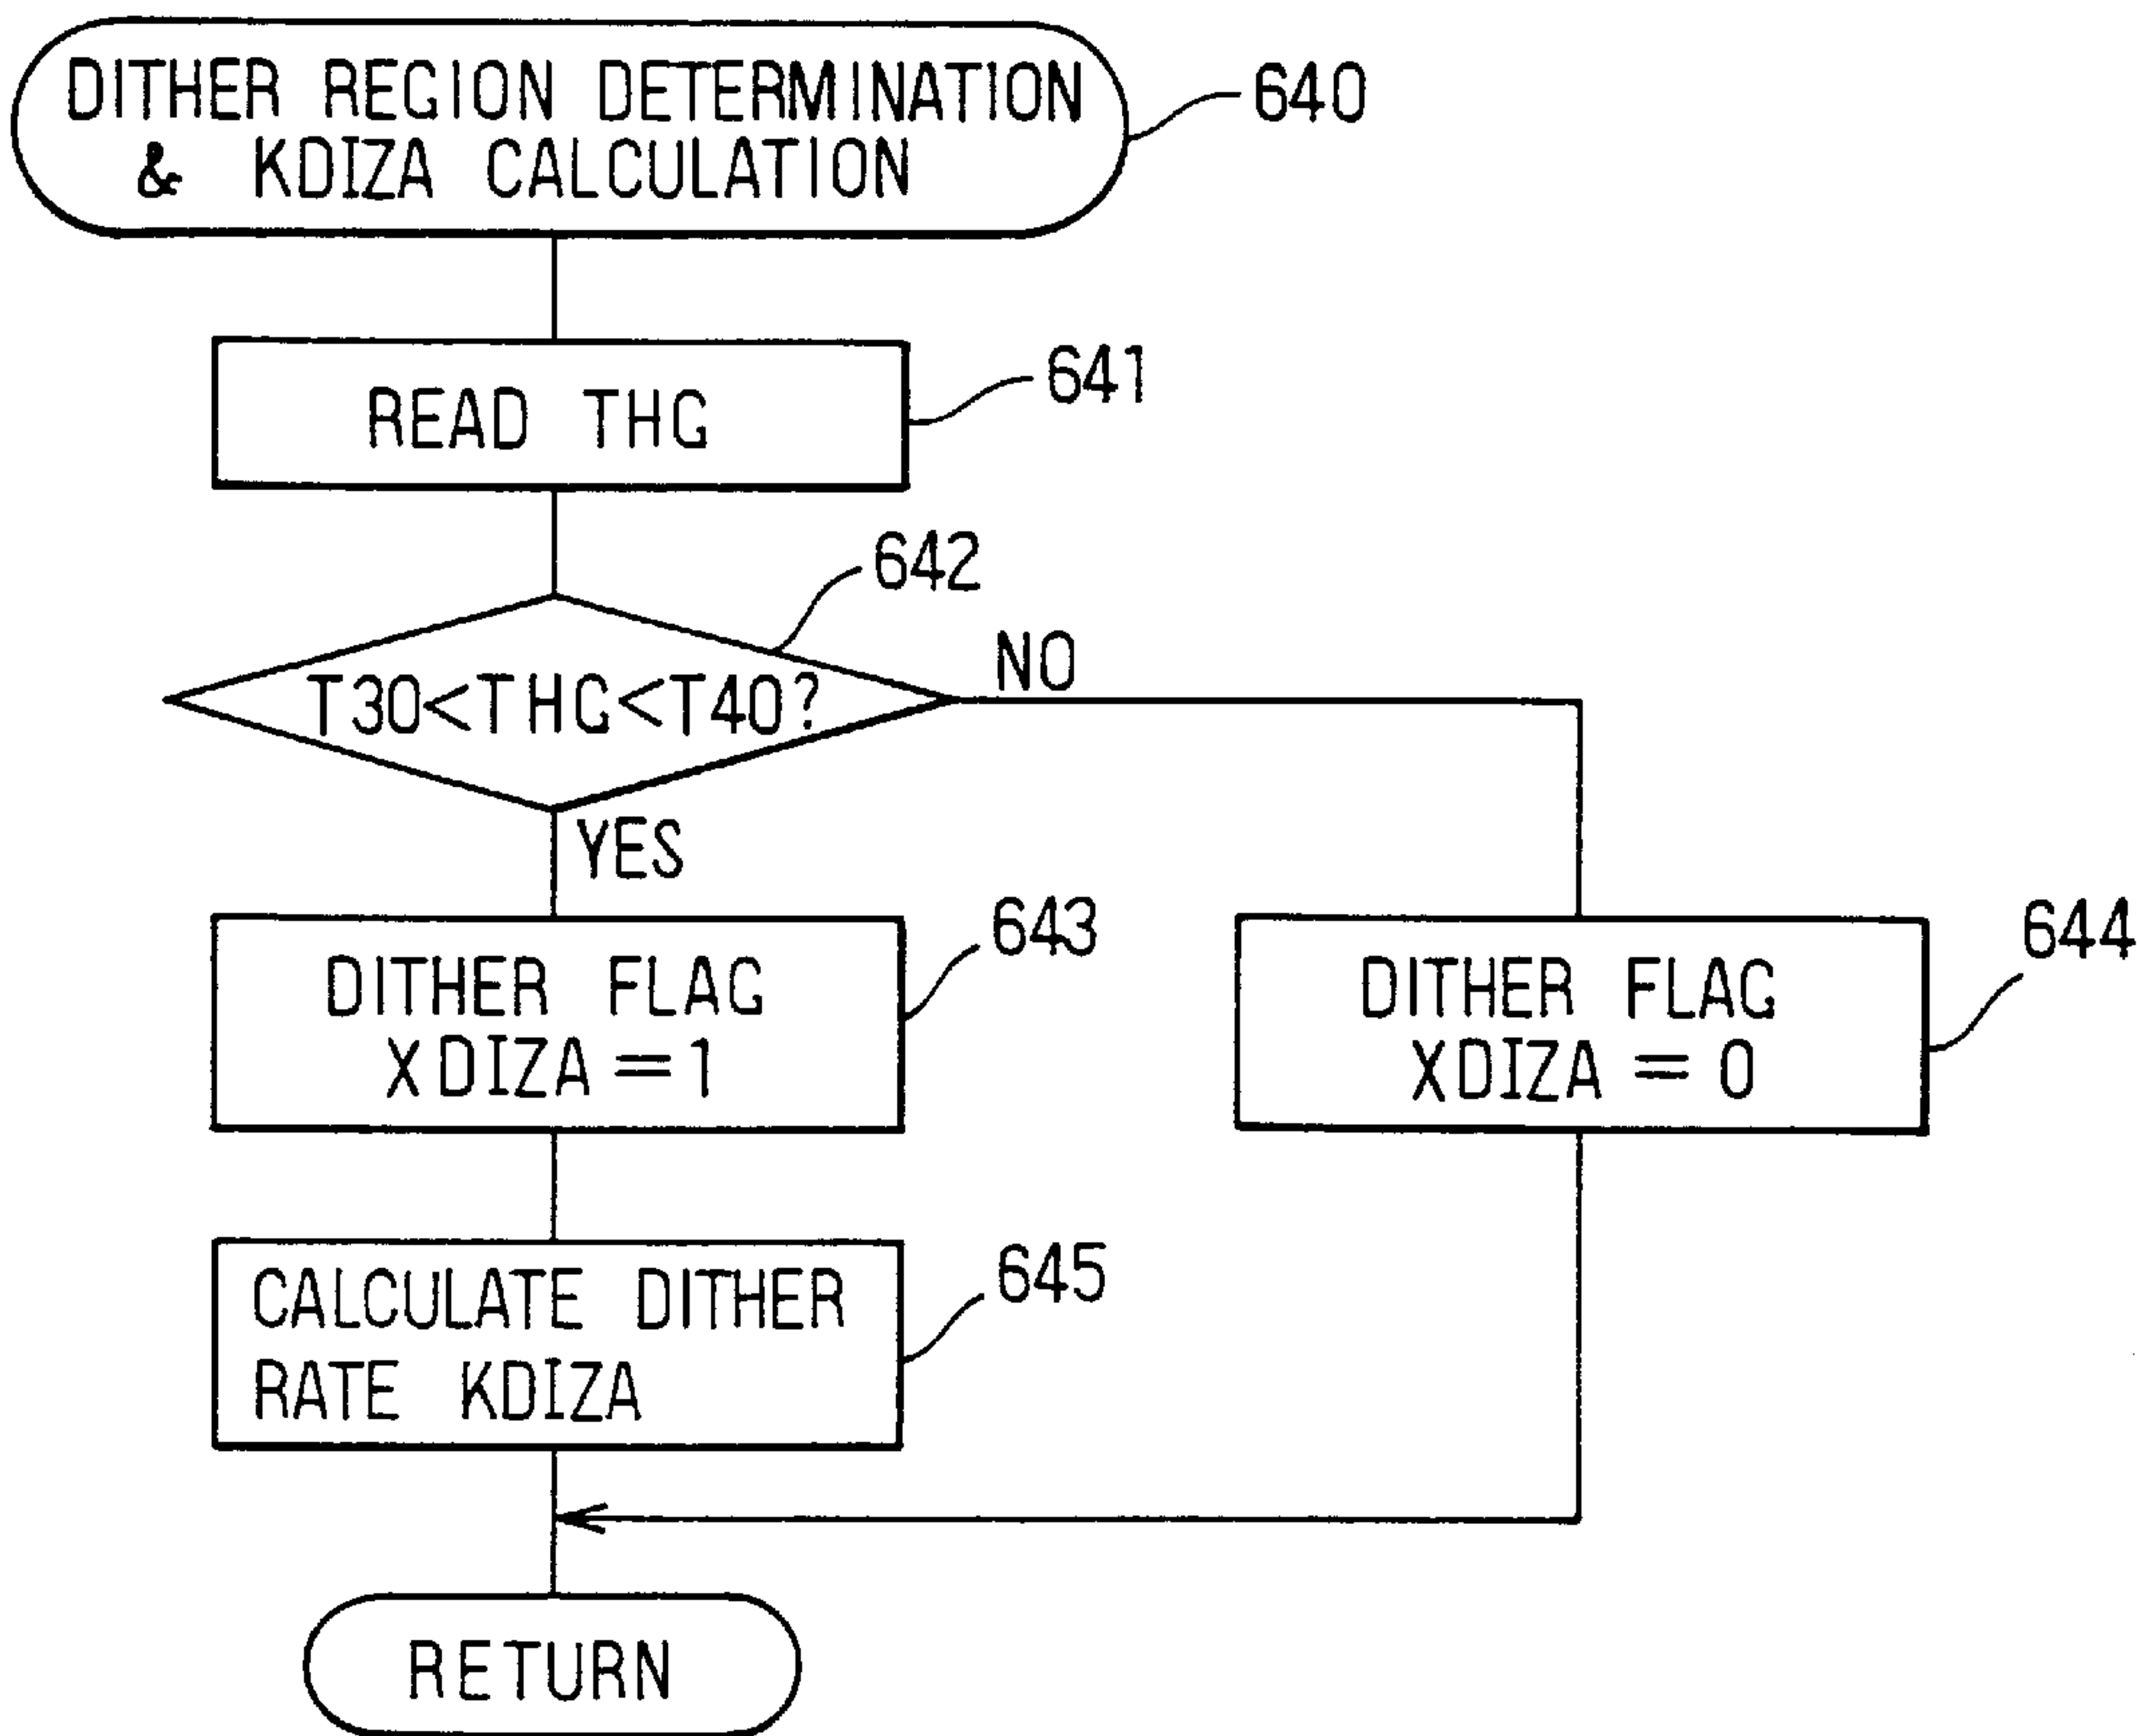 DITHER REGION DETERMINATION
& KDIZA CALCULATION
640
READ THG
641
642
T30<THG<T40?
NO
YES
DITHER FLAG
XDIZA=1
643
DITHER FLAG
XDIZA=0
644
CALCULATE DITHER
RATE KDIZA
645
RETURN